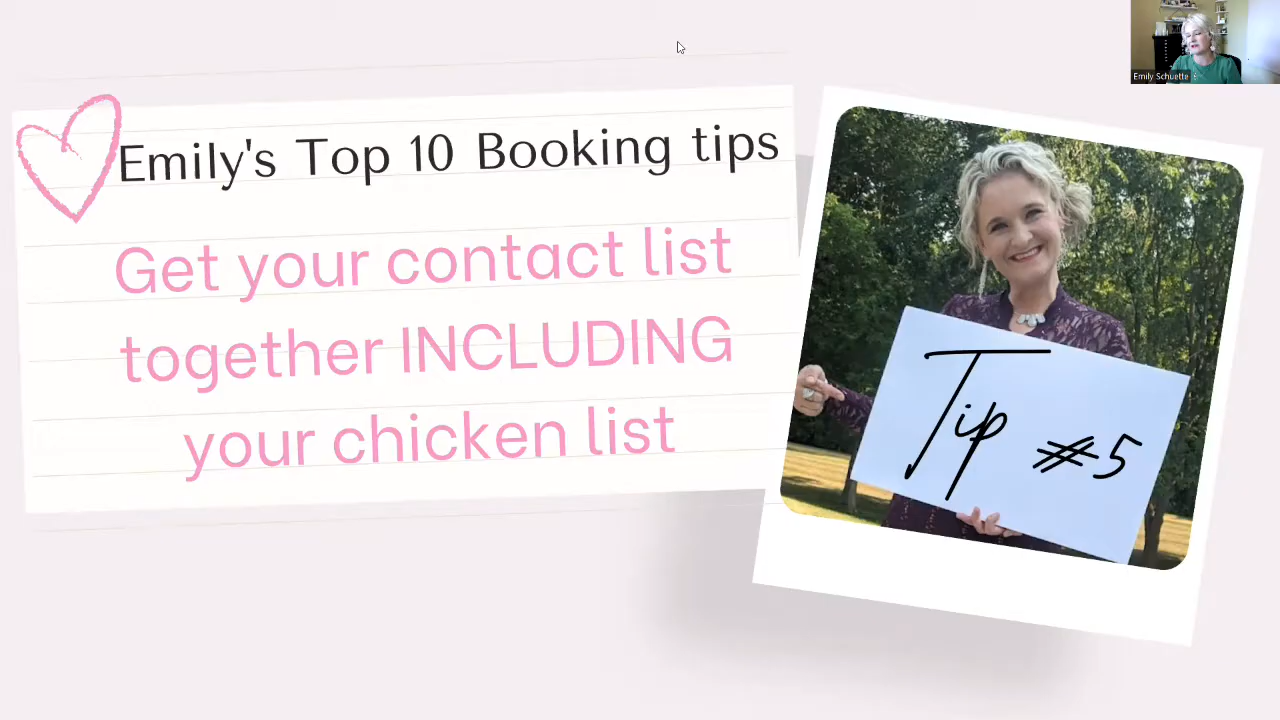 Emily Schuette
Emily's Top 10 Booking tips
Get your contact list
together INCLUDING
your chicken list
Tip #5